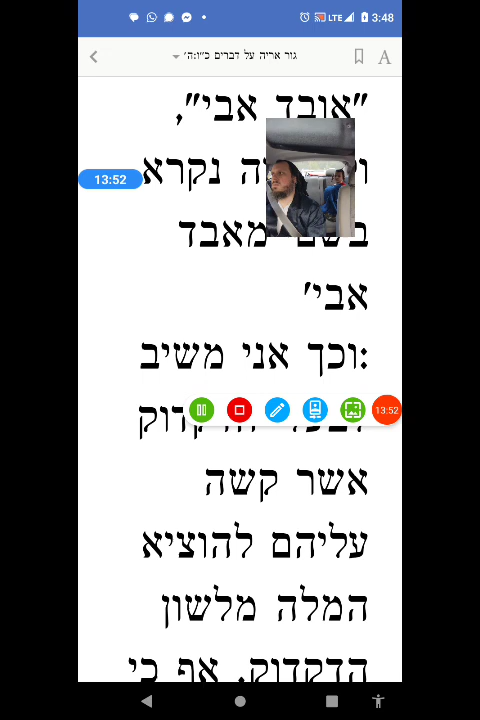 LTE 3:48
גור אריה על דברים כ״ו:ה׳
A
"אובד אבי",
נקרא
13:52
מאבד
אבי'
:וכך אני משיב
13:52
אשר קשה
עליהם להוציא
המלה מלשון
הדקדוק. אף כי